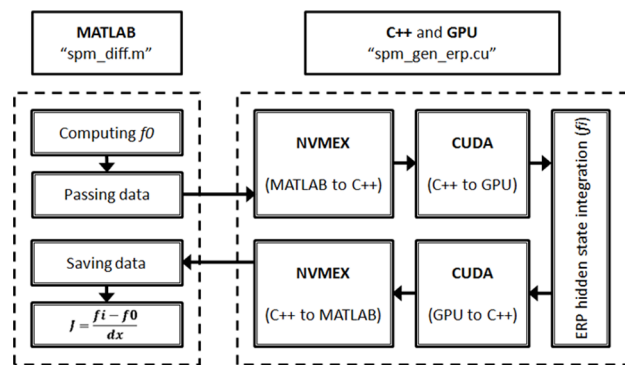 MATLAB
“spm_diff.m”
C++ and GPU
“spm_gen_erp.cu”
Computing f0
Passing data
Saving data
J = fi − f0 / dx
NVMEX
(MATLAB to C++)
CUDA
(C++ to GPU)
NVMEX
(C++ to MATLAB)
CUDA
(GPU to C++)
ERP hidden state integration (fi)